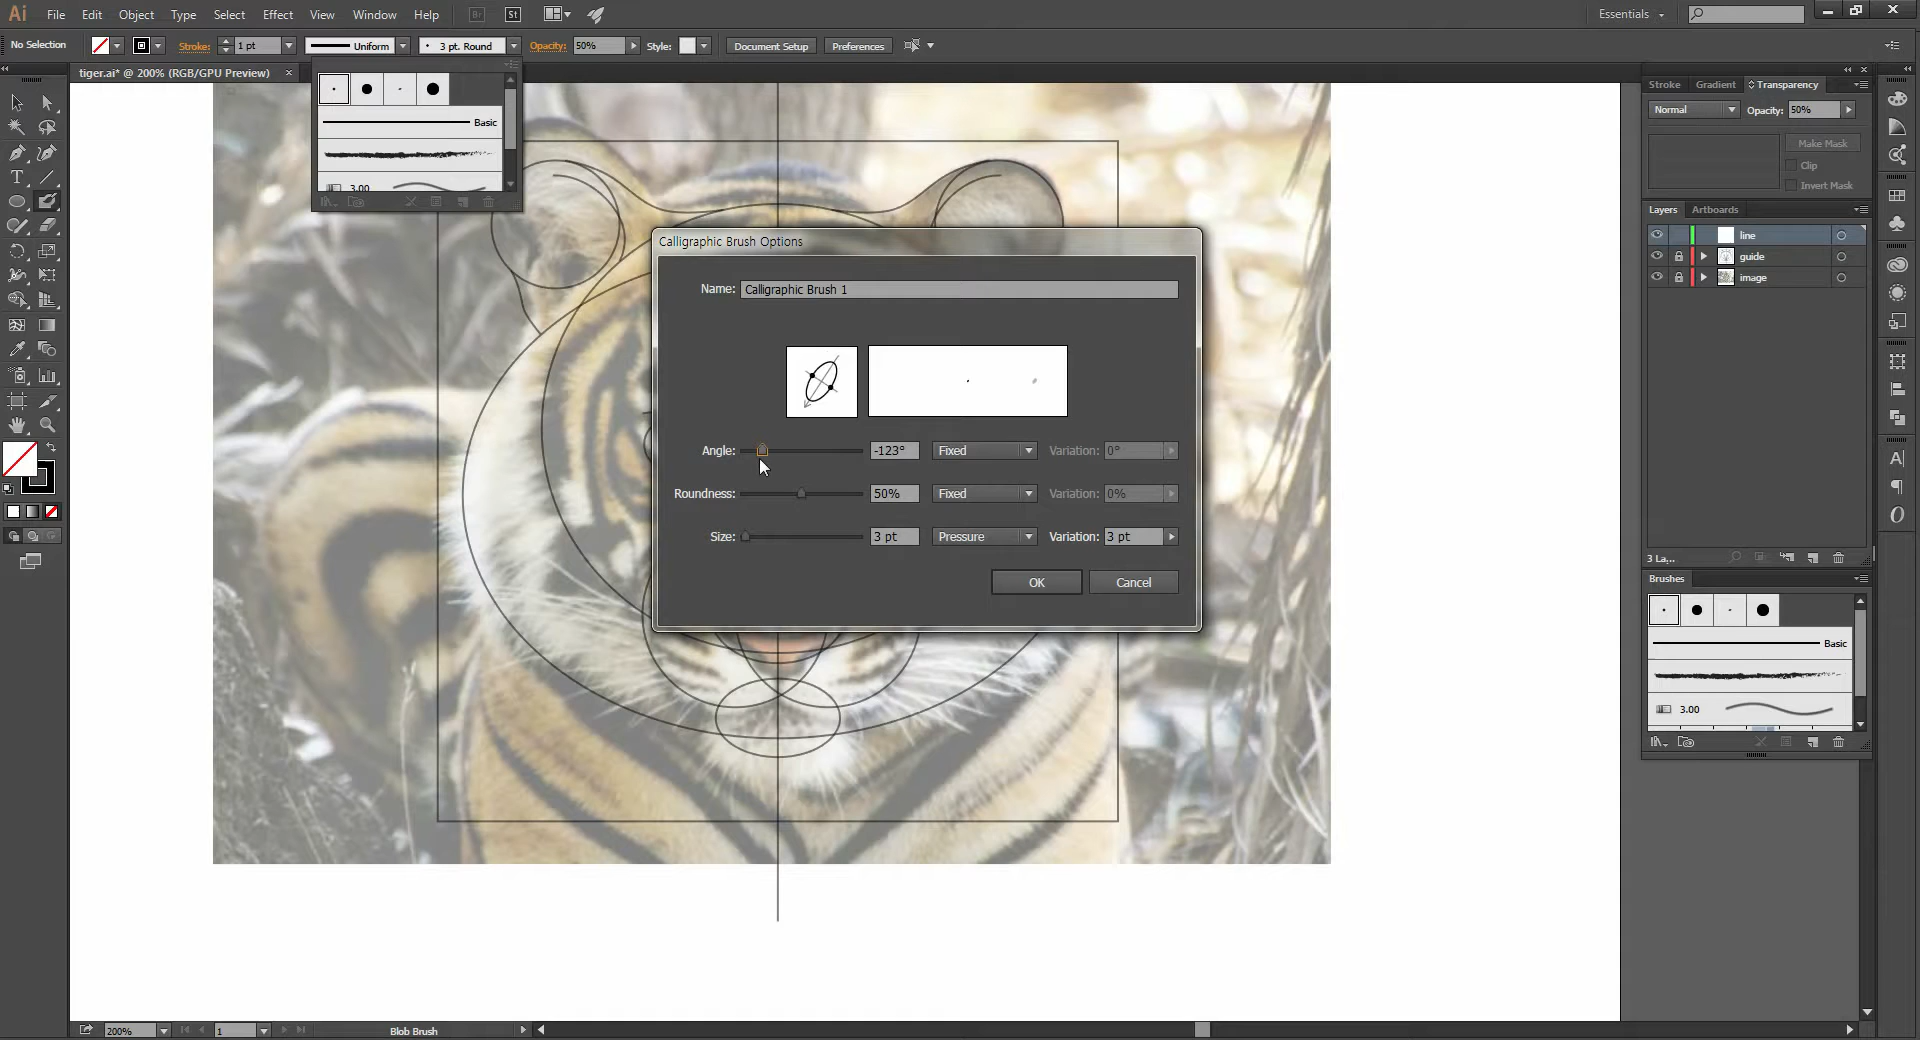 Ai File Edit Object Type Select Effect View Window Help Br St Essentials
No Selection Stroke: 1 pt Uniform 3 pt. Round Opacity: 50% Style: Document Setup Preferences
tiger.ai* @ 200% (RGB/GPU Preview)
Basic
3.00
Calligraphic Brush Options
Name: Calligraphic Brush 1
Angle: -123° Fixed Variation: 0°
Roundness: 50% Fixed Variation: 0%
Size: 3 pt Pressure Variation: 3 pt
OK Cancel
Stroke Gradient Transparency
Normal Opacity: 50%
Make Mask
Clip
Invert Mask
Layers Artboards
line
guide
image
3 La...
Brushes
Basic
3.00
200% 1 Blob Brush